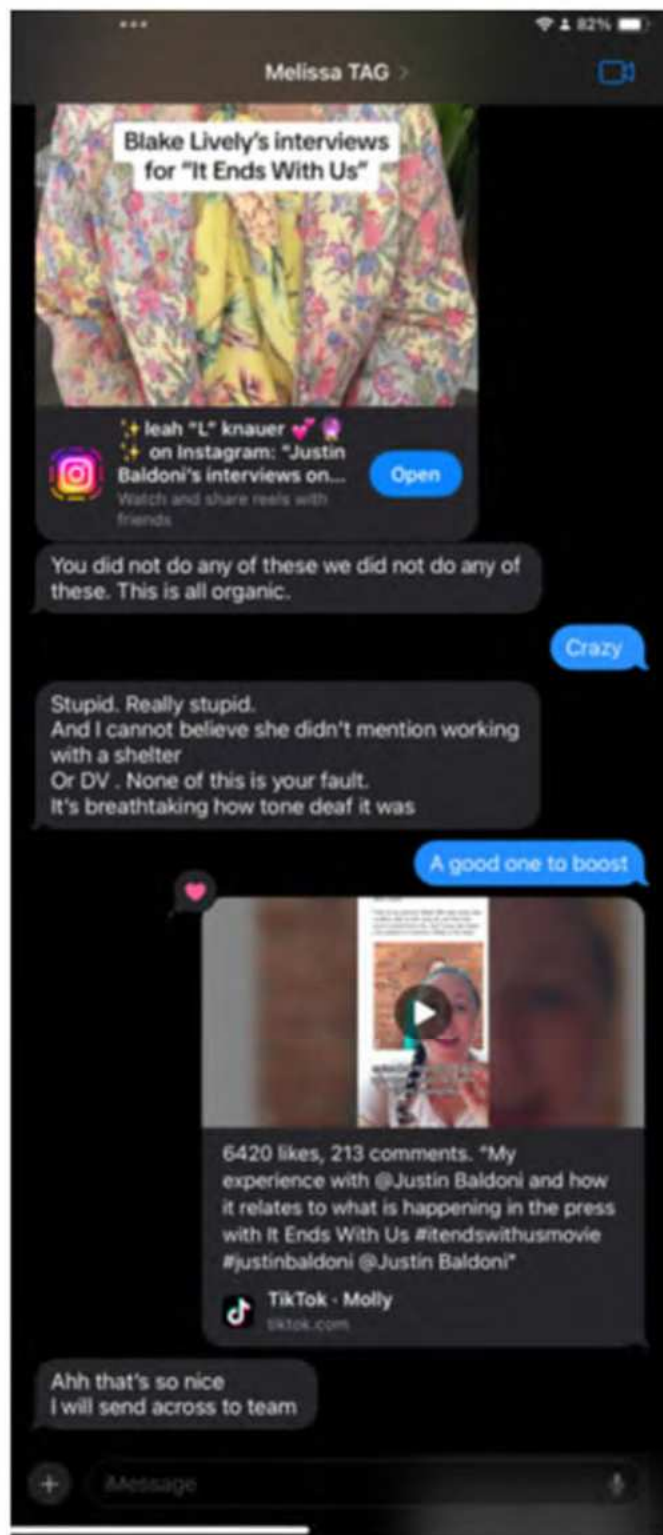 82%
Melissa TAG >
Blake Lively's interviews
for "It Ends With Us"
✨ leah "L" knauer 💕 🔮
✨ on Instagram: "Justin
Baldoni's interviews on...
Open
Watch and share reels with
friends
You did not do any of these we did not do any of
these. This is all organic.
Crazy
Stupid. Really stupid.
And I cannot believe she didn't mention working
with a shelter
Or DV . None of this is your fault.
It's breathtaking how tone deaf it was
A good one to boost
6420 likes, 213 comments. "My
experience with @Justin Baldoni and how
it relates to what is happening in the press
with It Ends With Us #itendswithusmovie
#justinbaldoni @Justin Baldoni"
TikTok · Molly
tiktok.com
Ahh that's so nice
I will send across to team
iMessage